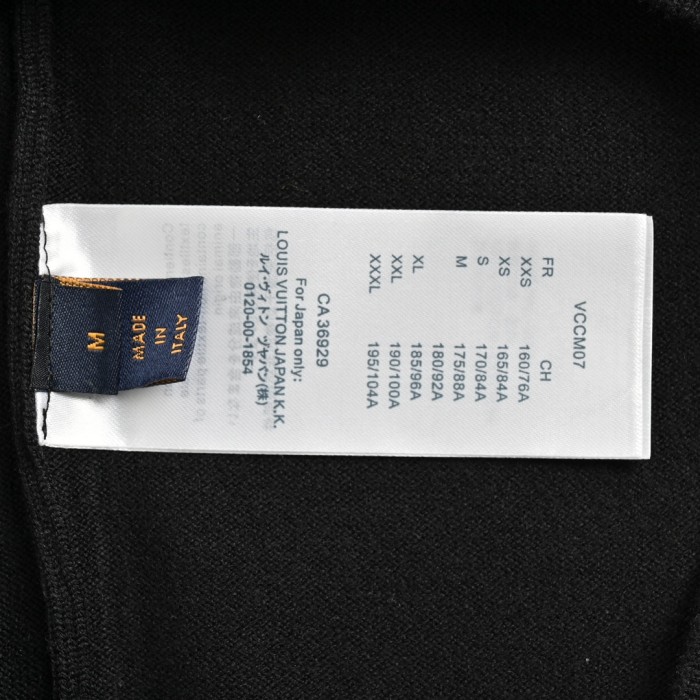 VCCM07
FR CH
XXS 160/76A
XS 165/84A
S 170/84A
M 175/88A
180/92A
XL 185/96A
XXL 190/100A
XXXL 195/104A
CA 36929
For Japan only:
LOUIS VUITTON JAPAN K.K.
ルイ・ヴィトン ジャパン(株)
0120-00-1854
MADE
IN
ITALY
M